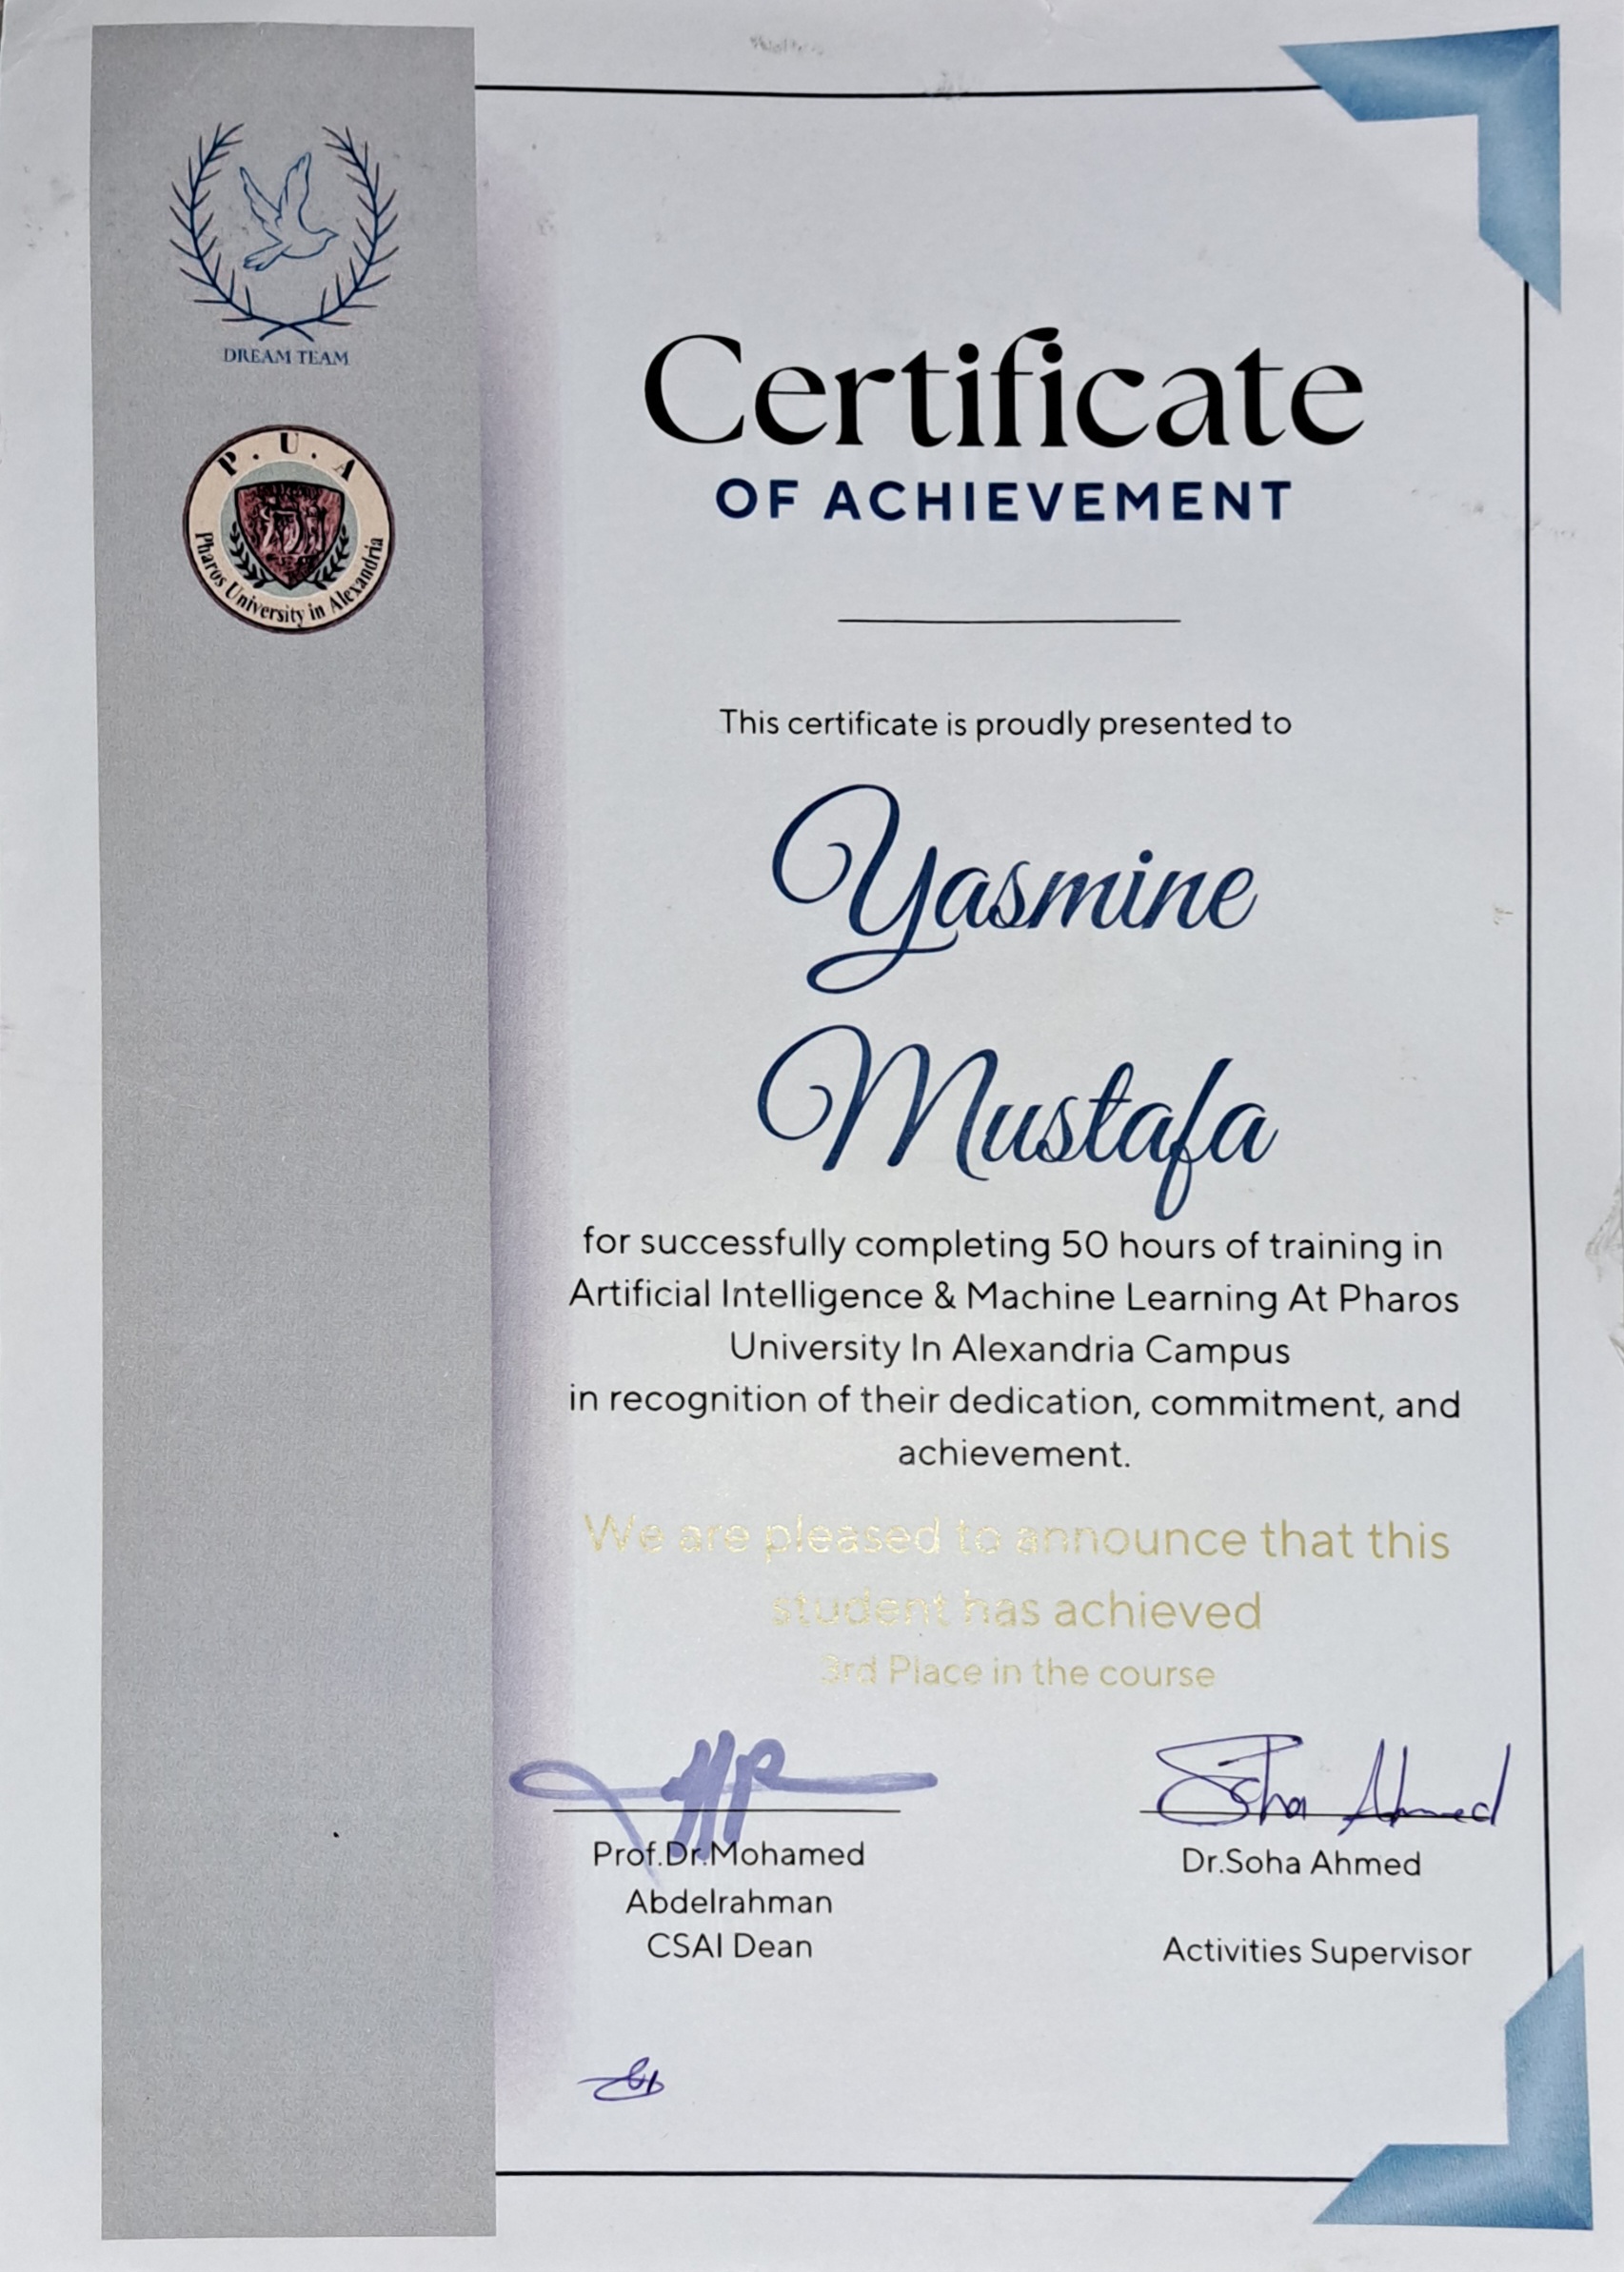 DREAM TEAM
P. U. A
Pharos University in Alexandria
Certificate
OF ACHIEVEMENT
This certificate is proudly presented to
Yasmine
Mustafa
for successfully completing 50 hours of training in
Artificial Intelligence & Machine Learning At Pharos
University In Alexandria Campus
in recognition of their dedication, commitment, and
achievement.
We are pleased to announce that this
student has achieved
3rd Place in the course
Soha Ahmed
Prof.Dr.Mohamed
Abdelrahman
CSAI Dean
Dr.Soha Ahmed
Activities Supervisor